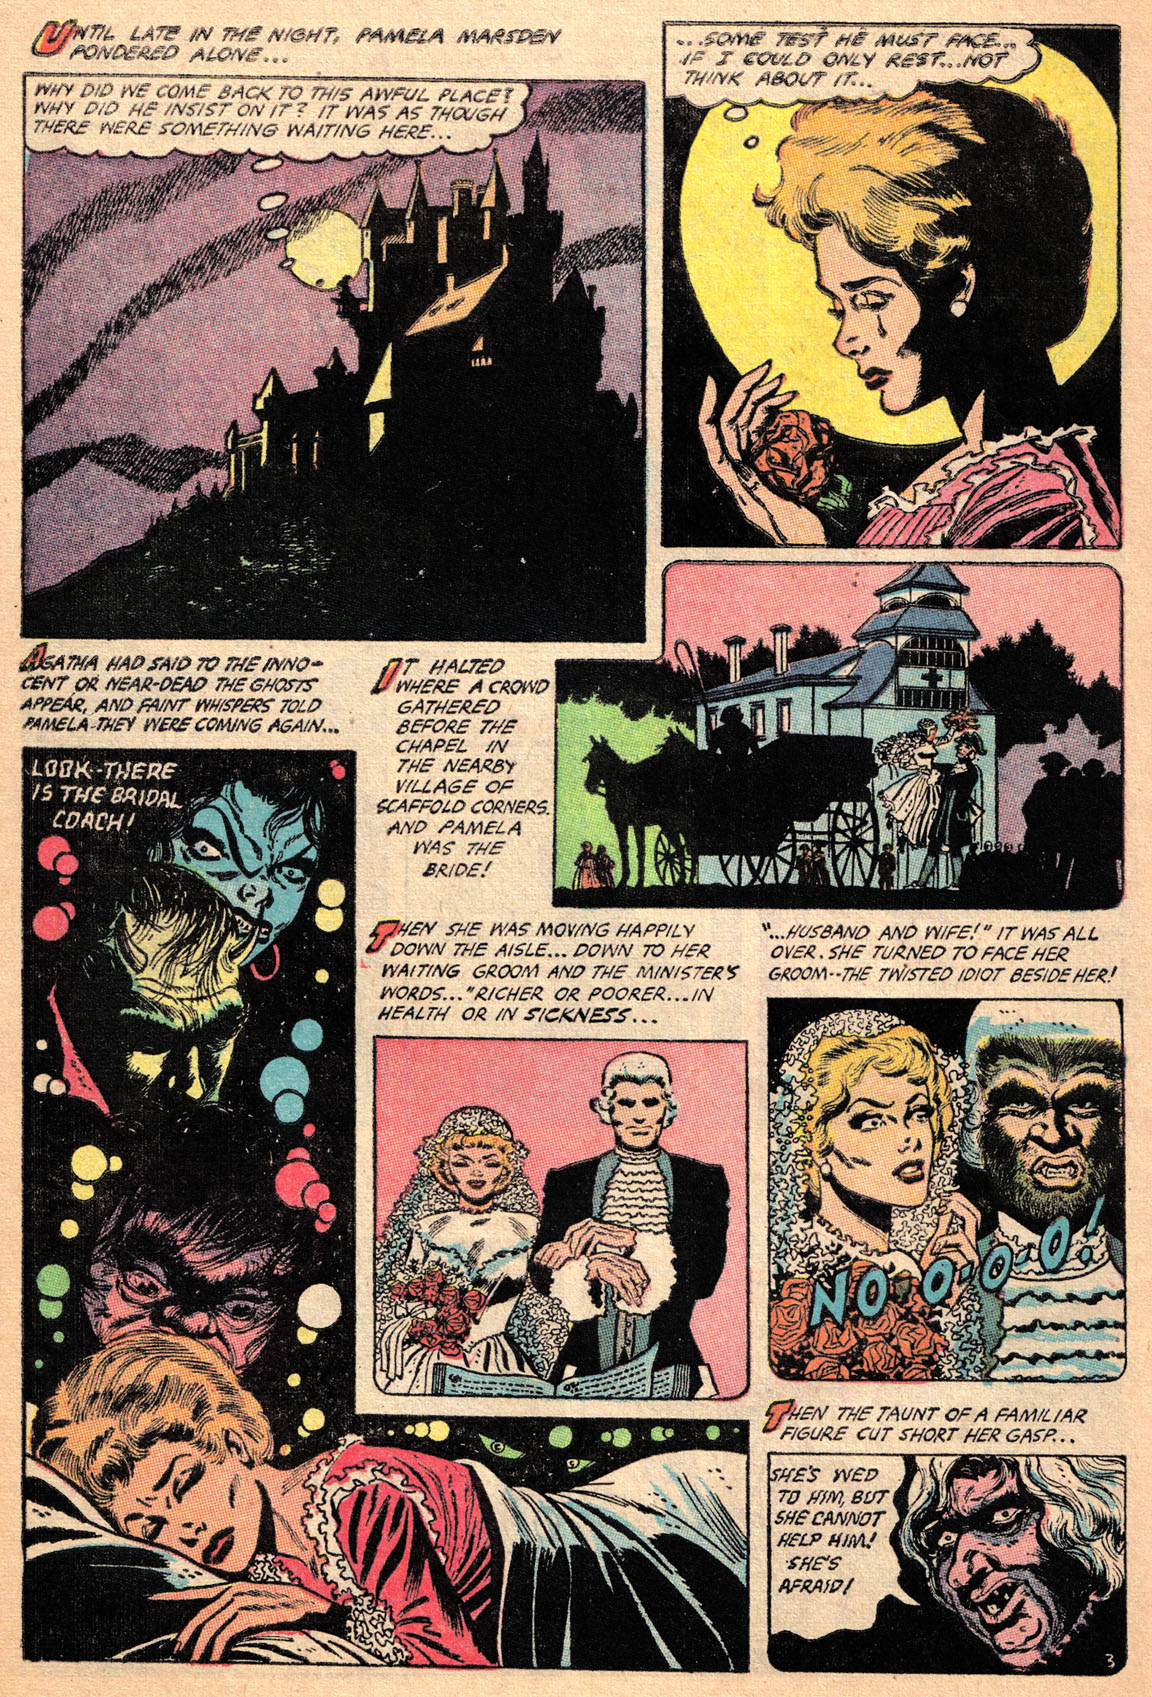 UNTIL LATE IN THE NIGHT, PAMELA MARSDEN
PONDERED ALONE...
WHY DID WE COME BACK TO THIS AWFUL PLACE?
WHY DID HE INSIST ON IT? IT WAS AS THOUGH
THERE WERE SOMETHING WAITING HERE...
...SOME TEST HE MUST FACE...
IF I COULD ONLY REST...NOT
THINK ABOUT IT...
AGATHA HAD SAID TO THE INNO-
CENT OR NEAR-DEAD THE GHOSTS
APPEAR, AND FAINT WHISPERS TOLD
PAMELA-THEY WERE COMING AGAIN...
LOOK--THERE
IS THE BRIDAL
COACH!
IT HALTED
WHERE A CROWD
GATHERED
BEFORE THE
CHAPEL IN
THE NEARBY
VILLAGE OF
SCAFFOLD CORNERS.
AND PAMELA
WAS THE
BRIDE!
THEN SHE WAS MOVING HAPPILY
DOWN THE AISLE... DOWN TO HER
WAITING GROOM AND THE MINISTER'S
WORDS..."RICHER OR POORER...IN
HEALTH OR IN SICKNESS...
"...HUSBAND AND WIFE!" IT WAS ALL
OVER. SHE TURNED TO FACE HER
GROOM--THE TWISTED IDIOT BESIDE HER!
NO O-O-O!
THEN THE TAUNT OF A FAMILIAR
FIGURE CUT SHORT HER GASP...
SHE'S WED
TO HIM, BUT
SHE CANNOT
HELP HIM!
SHE'S
AFRAID!
3